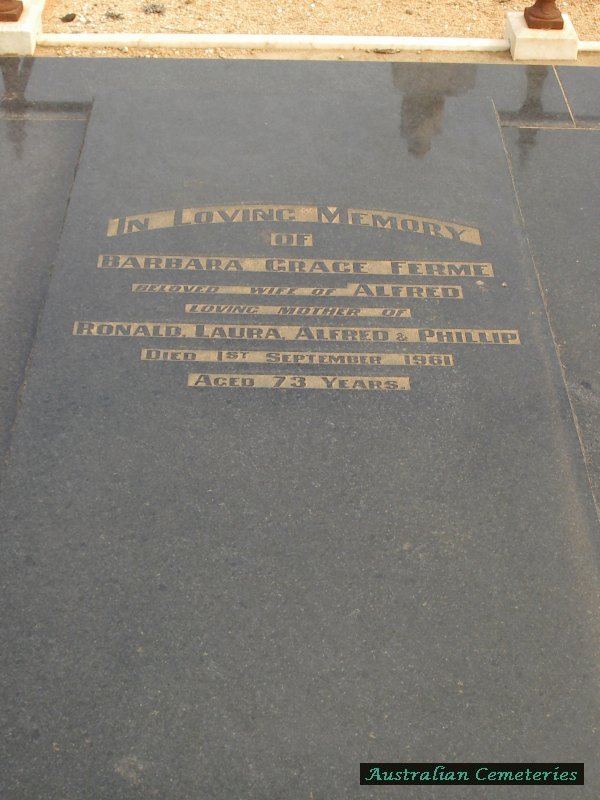 In Loving Memory
OF
Barbara Grace Ferme
BELOVED WIFE OF ALFRED
LOVING MOTHER OF
Ronald, Laura, Alfred & Phillip
Died 1st September 1961
Aged 73 Years.
Australian Cemeteries